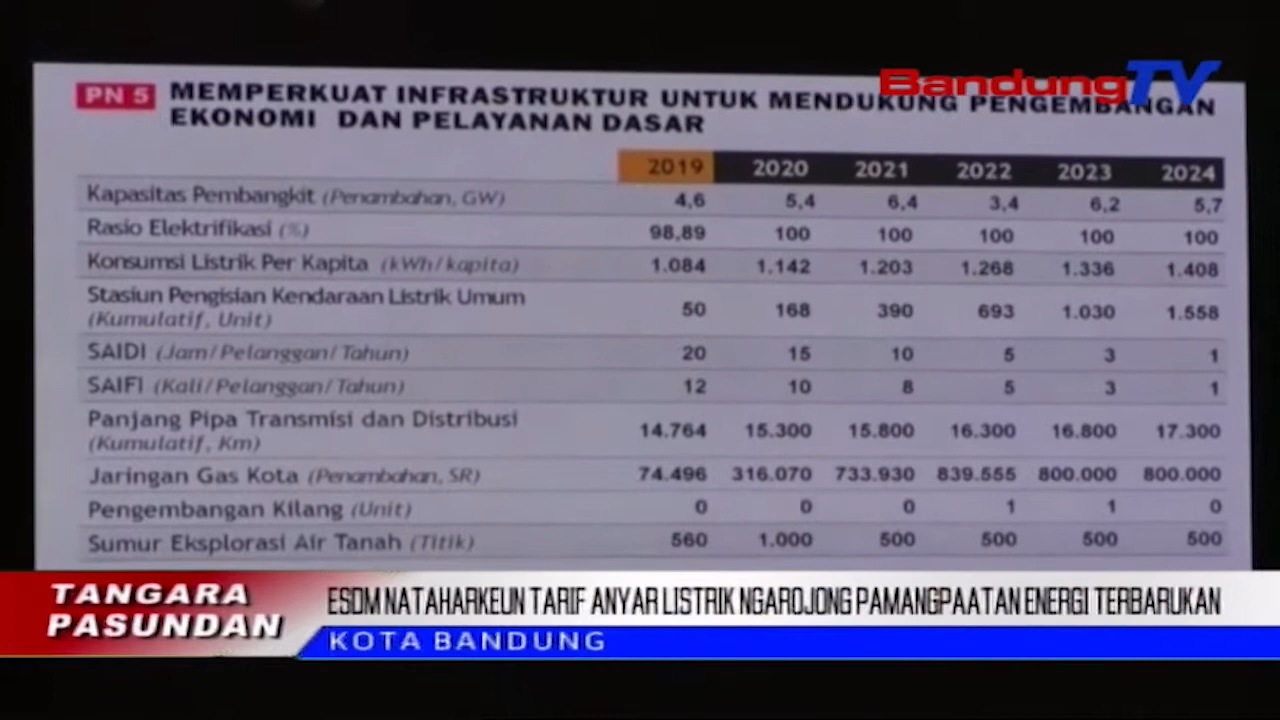 BandungTV
PN 5 MEMPERKUAT INFRASTRUKTUR UNTUK MENDUKUNG PENGEMBANGAN
EKONOMI DAN PELAYANAN DASAR
2019 2020 2021 2022 2023 2024
Kapasitas Pembangkit (Penambahan, GW) 4,6 5,4 6,4 3,4 6,2 5,7
Rasio Elektrifikasi (%) 98,89 100 100 100 100 100
Konsumsi Listrik Per Kapita (kWh/kapita) 1.084 1.142 1.203 1.268 1.336 1.408
Stasiun Pengisian Kendaraan Listrik Umum
(Kumulatif, Unit) 50 168 390 693 1.030 1.558
SAIDI (Jam/Pelanggan/Tahun) 20 15 10 5 3 1
SAIFI (Kali/Pelanggan/Tahun) 12 10 8 5 3 1
Panjang Pipa Transmisi dan Distribusi
(Kumulatif, Km) 14.764 15.300 15.800 16.300 16.800 17.300
Jaringan Gas Kota (Penambahan, SR) 74.496 316.070 733.930 839.555 800.000 800.000
Pengembangan Kilang (Unit) 0 0 0 1 1 0
Sumur Eksplorasi Air Tanah (Titik) 560 1.000 500 500 500 500
TANGARA
PASUNDAN
ESDM NATAHARKEUN TARIF ANYAR LISTRIK NGAROJONG PAMANGPAATAN ENERGI TERBARUKAN
KOTA BANDUNG